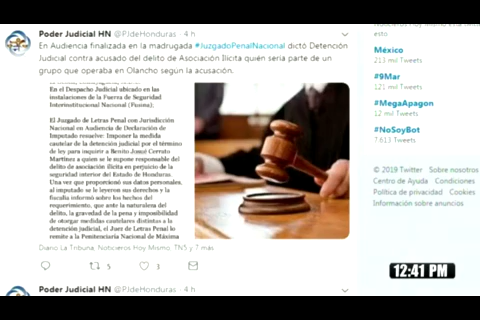 Poder Judicial HN @PJdeHonduras · 4 h
En Audiencia finalizada en la madrugada #JuzgadoPenalNacional dictó Detención
Judicial contra acusado del delito de Asociación Ilicita quién sería parte de un
grupo que operaba en Olancho según la acusación.
En el Despacho Judicial ubicado en las
instalaciones de la Fuerza de Seguridad
Interinstitucional Nacional (Fusina).
El Juzgado de Letras Penal con Jurisdicción
Nacional en Audiencia de Declaración de
Imputado resuelve: Imponer la medida
cautelar de la detención judicial por el término
de ley para inquirir a Benito Josué Cerrato
Martínez a quien se le supone responsable
del delito de asociación ilícita en perjuicio de la
seguridad interior del Estado de Honduras.
Una vez que proporcionó sus datos personales,
al imputado se le leyeron sus derechos y la
fiscalía informó sobre los hechos del
requerimiento, que ante la naturaleza del
delito, la gravedad de la pena y imposibilidad
de otorgar medidas cautelares distintas a la
detención judicial, el Juez de Letras Penal lo
remite a la Penitenciaría Nacional de Máxima
Diario La Tribuna, Noticieros Hoy Mismo, TN5 y 7 más
5
3
Poder Judicial HN @PJdeHonduras · 4 h
esto
México
213 mil Tweets
#9Mar
121 mil Tweets
#MegaApagon
12 mil Tweets
#NoSoyBot
7.613 Tweets
© 2019 Twitter Sobre nosotros
Centro de Ayuda Condiciones
Política de privacidad Cookies
Información sobre anuncios
12:41 PM